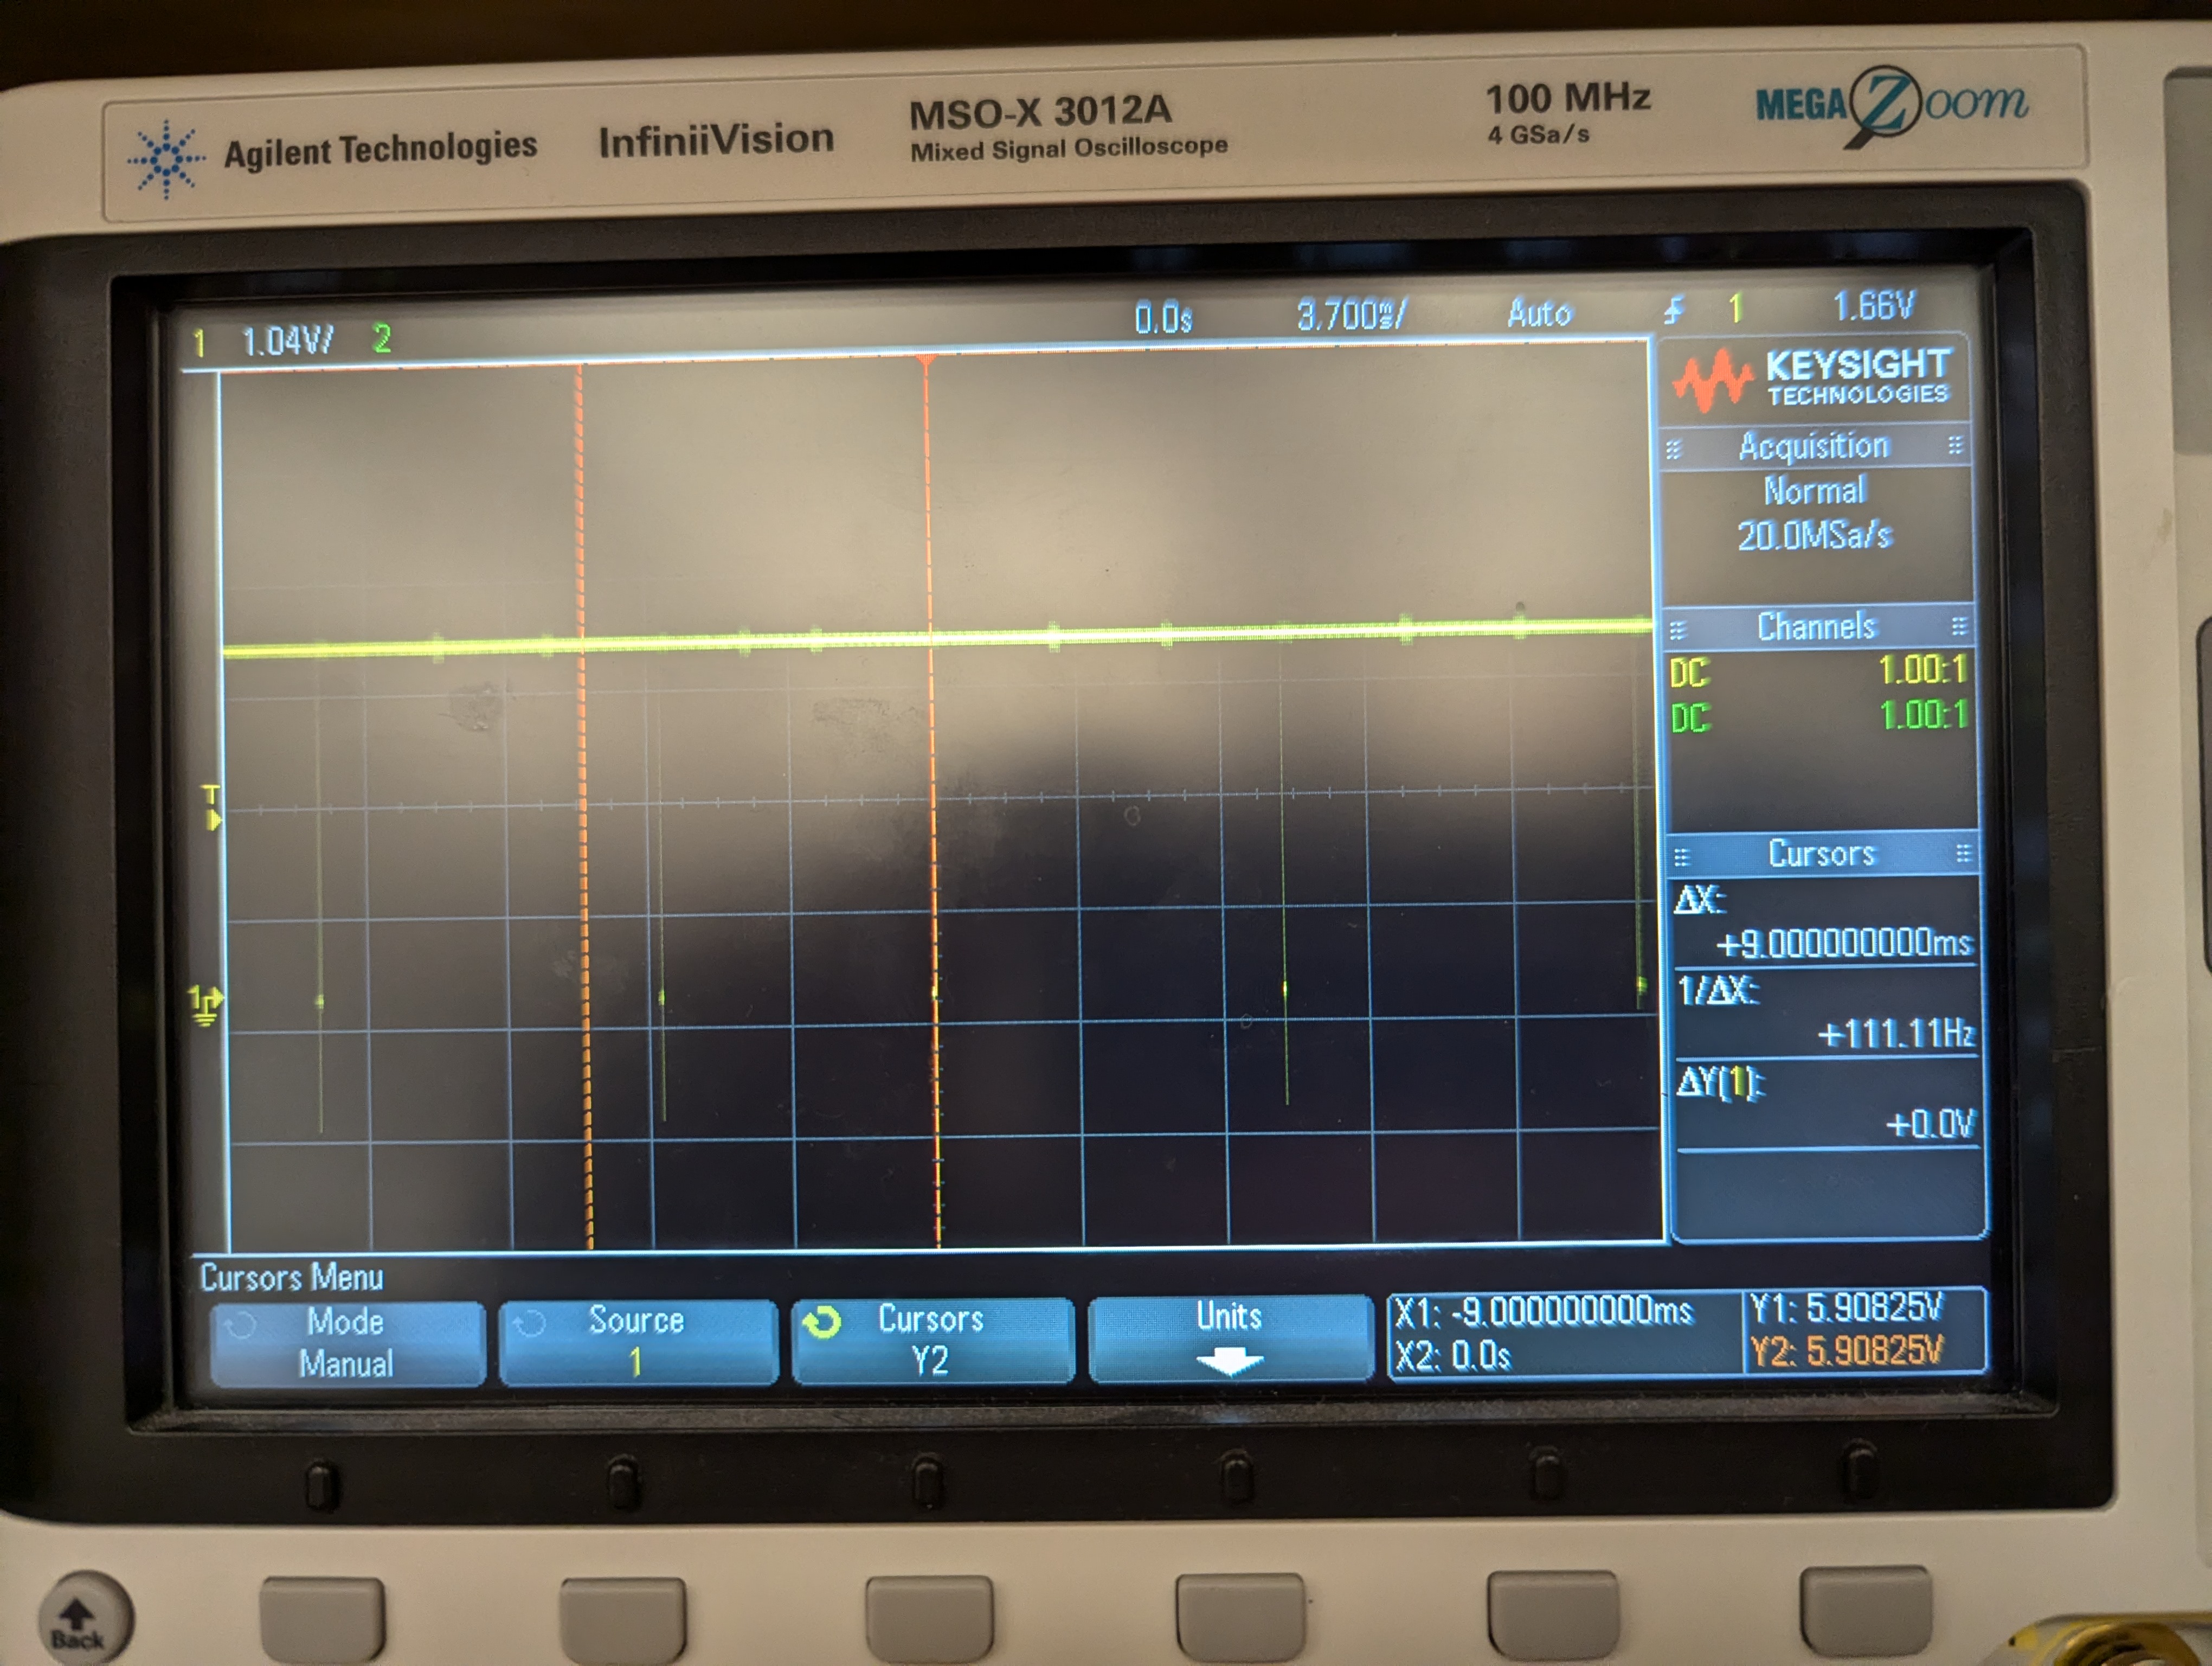 Agilent Technologies InfiniiVision MSO-X 3012A 100 MHz MEGA Zoom
Mixed Signal Oscilloscope 4 GSa/s
1 1.04V/ 2 0.0s 3.700ms/ Auto 1 1.66V
KEYSIGHT
TECHNOLOGIES
Acquisition
Normal
20.0MSa/s
Channels
DC 1.00:1
DC 1.00:1
T
1
Cursors
ΔX:
+9.000000000ms
1/ΔX:
+111.11Hz
ΔY(1):
+0.0V
Cursors Menu
Mode
Manual
Source
1
Cursors
Y2
Units
X1: -9.000000000ms Y1: 5.90825V
X2: 0.0s Y2: 5.90825V
Back